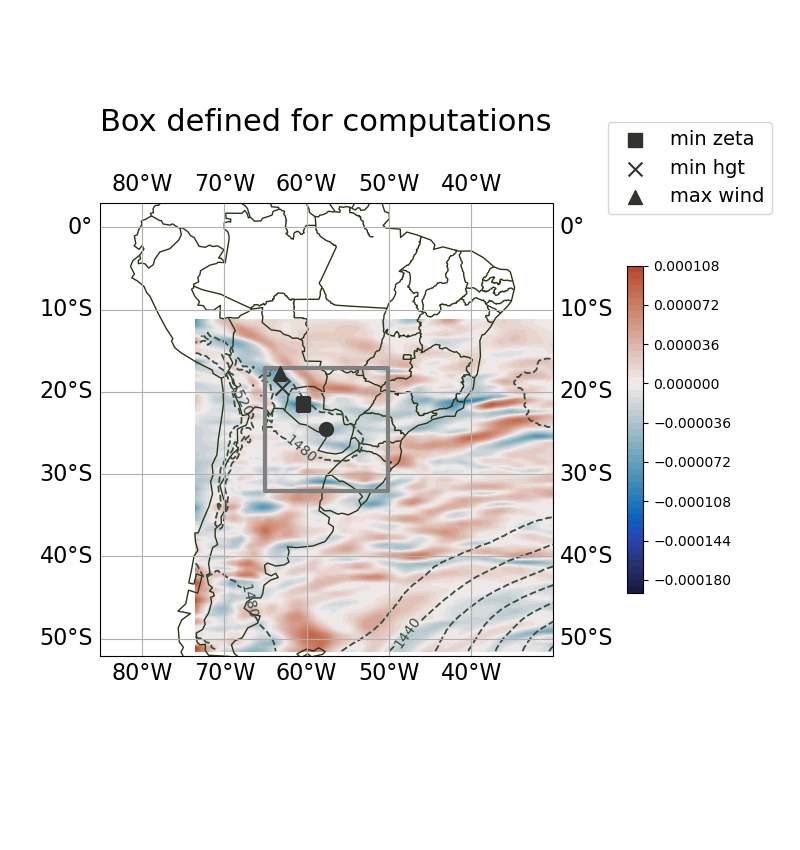 Box defined for computations
min zeta
min hgt
max wind
80°W 70°W 60°W 50°W 40°W
0° 0°
10°S 10°S
20°S 20°S
30°S 30°S
40°S 40°S
50°S 50°S
80°W 70°W 60°W 50°W 40°W
1520
1480
1480
1440
0.000108
0.000072
0.000036
0.000000
−0.000036
−0.000072
−0.000108
−0.000144
−0.000180